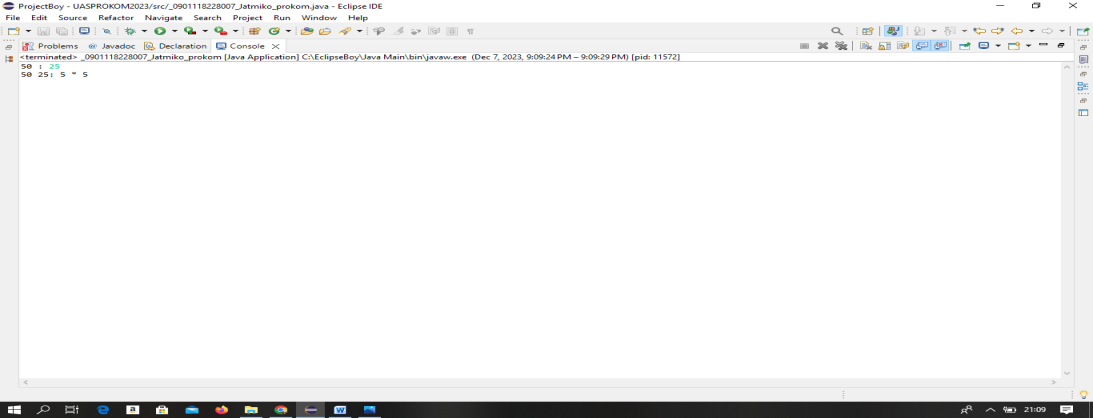 ProjectBoy - UASPROKOM2023/src/_0901118228007_Jatmiko_prokom.java - Eclipse IDE
File Edit Source Refactor Navigate Search Project Run Window Help
Problems Javadoc Declaration Console
<terminated> _0901118228007_Jatmiko_prokom [Java Application] C:\EclipseBoy\Java Main\bin\javaw.exe (Dec 7, 2023, 9:09:24 PM – 9:09:29 PM) [pid: 11572]
50 : 25
50 25: 5 * 5
21:09